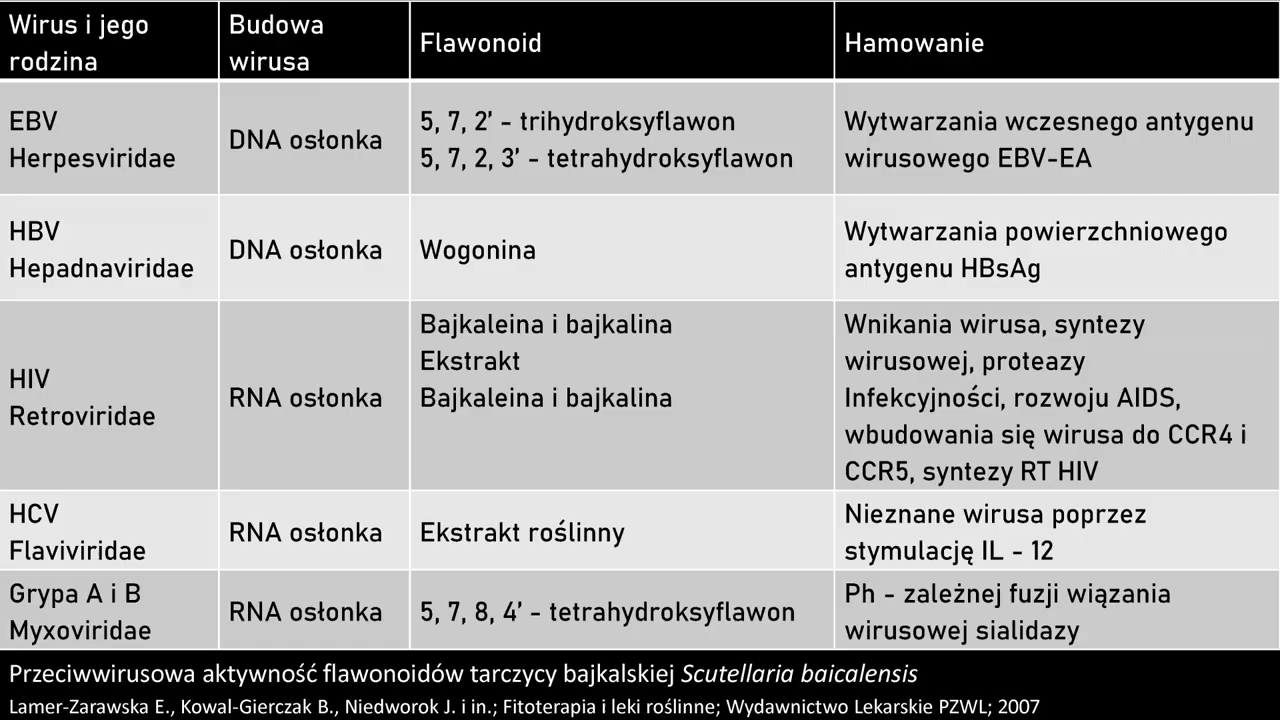 Wirus i jego
rodzina
Budowa
wirusa
Flawonoid
Hamowanie
EBV
Herpesviridae
DNA osłonka
5, 7, 2’ - trihydroksyflawon
5, 7, 2, 3’ - tetrahydroksyflawon
Wytwarzania wczesnego antygenu
wirusowego EBV-EA
HBV
Hepadnaviridae
DNA osłonka
Wogonina
Wytwarzania powierzchniowego
antygenu HBsAg
HIV
Retroviridae
RNA osłonka
Bajkaleina i bajkalina
Ekstrakt
Bajkaleina i bajkalina
Wnikania wirusa, syntezy
wirusowej, proteazy
Infekcyjności, rozwoju AIDS,
wbudowania się wirusa do CCR4 i
CCR5, syntezy RT HIV
HCV
Flaviviridae
RNA osłonka
Ekstrakt roślinny
Nieznane wirusa poprzez
stymulację IL - 12
Grypa A i B
Myxoviridae
RNA osłonka
5, 7, 8, 4’ - tetrahydroksyflawon
Ph - zależnej fuzji wiązania
wirusowej sialidazy
Przeciwwirusowa aktywność flawonoidów tarczycy bajkalskiej Scutellaria baicalensis
Lamer-Zarawska E., Kowal-Gierczak B., Niedworok J. i in.; Fitoterapia i leki roślinne; Wydawnictwo Lekarskie PZWL; 2007